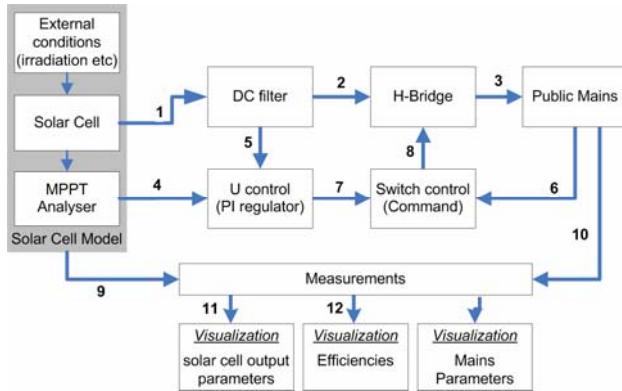 External
conditions
(irradiation etc)
Solar Cell
MPPT
Analyser
Solar Cell Model
1
DC filter
2
H-Bridge
3
Public Mains
5
8
4
U control
(PI regulator)
7
Switch control
(Command)
6
10
9
Measurements
11
12
Visualization
solar cell output
parameters
Visualization
Efficiencies
Visualization
Mains
Parameters